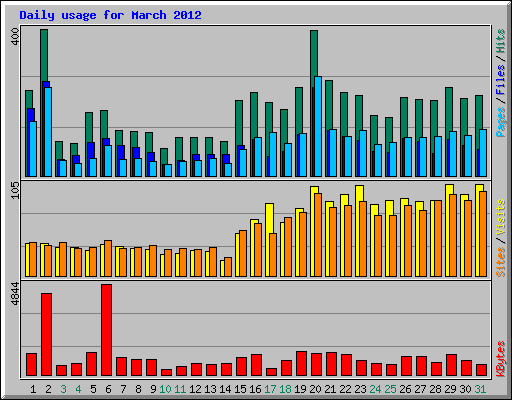 Daily usage for March 2012
400
Pages / Files / Hits
105
Sites / Visits
4844
KBytes
1 2 3 4 5 6 7 8 9 10 11 12 13 14 15 16 17 18 19 20 21 22 23 24 25 26 27 28 29 30 31